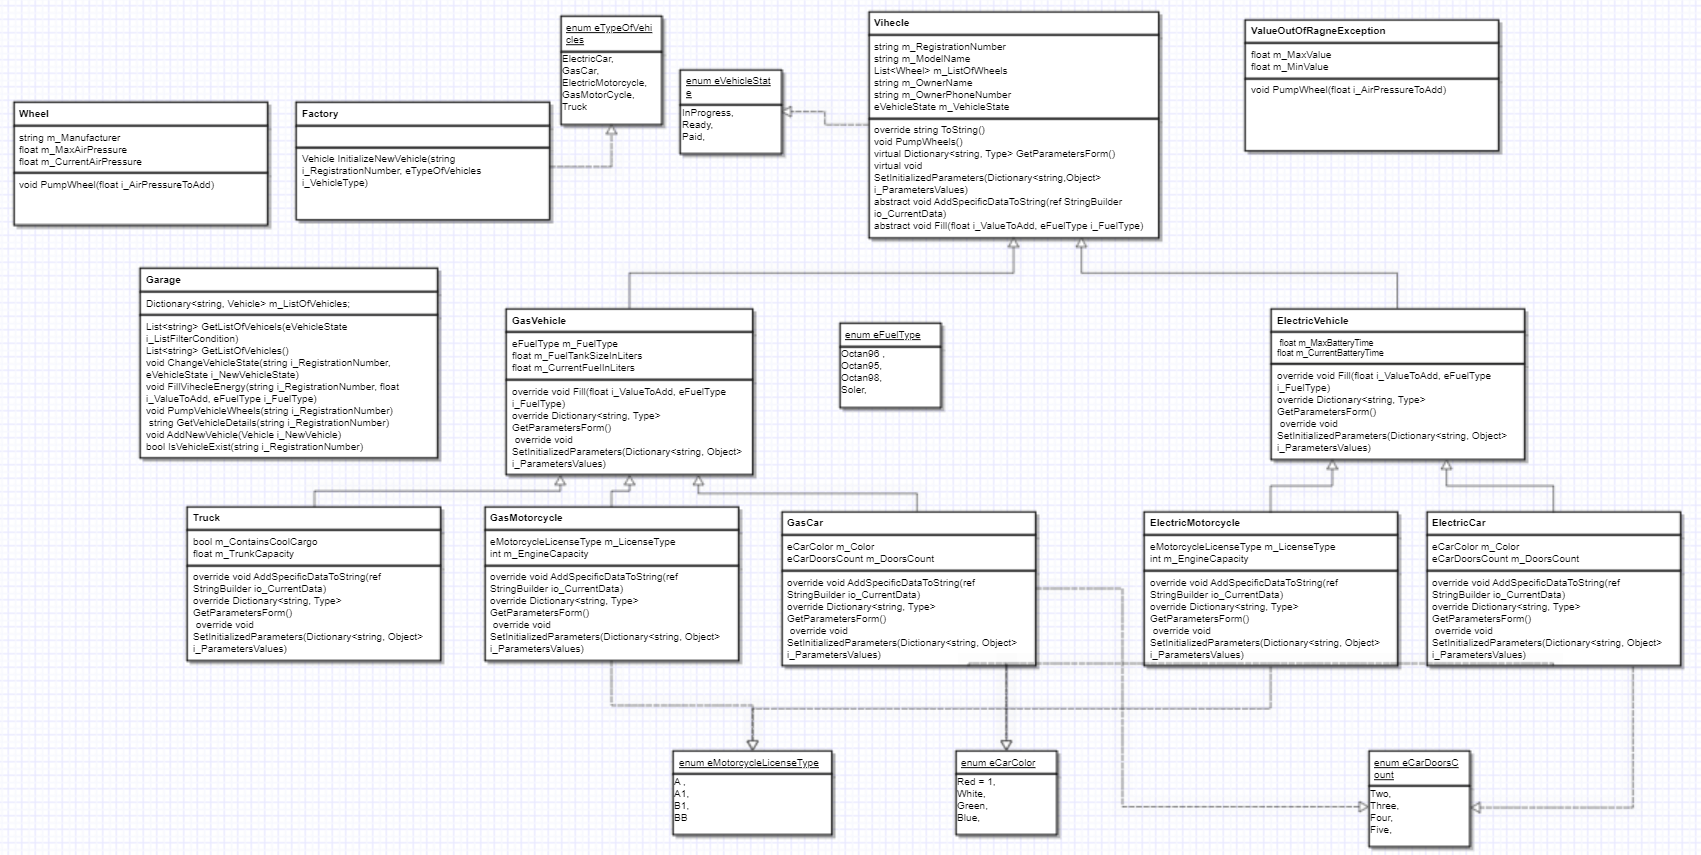 enum eTypeOfVehi
cles
ElectricCar,
GasCar,
ElectricMotorcycle,
GasMotorCycle,
Truck
enum eVehicleStat
e
InProgress,
Ready,
Paid,
Vihecle
string m_RegistrationNumber
string m_ModelName
List<Wheel> m_ListOfWheels
string m_OwnerName
string m_OwnerPhoneNumber
eVehicleState m_VehicleState
override string ToString()
void PumpWheels()
virtual Dictionary<string, Type> GetParametersForm()
virtual void
SetInitializedParameters(Dictionary<string,Object>
i_ParametersValues)
abstract void AddSpecificDataToString(ref StringBuilder
io_CurrentData)
abstract void Fill(float i_ValueToAdd, eFuelType i_FuelType)
ValueOutOfRagneException
float m_MaxValue
float m_MinValue
void PumpWheel(float i_AirPressureToAdd)
Wheel
string m_Manufacturer
float m_MaxAirPressure
float m_CurrentAirPressure
void PumpWheel(float i_AirPressureToAdd)
Factory
Vehicle InitializeNewVehicle(string
i_RegistrationNumber, eTypeOfVehicles
i_VehicleType)
Garage
Dictionary<string, Vehicle> m_ListOfVehicles;
List<string> GetListOfVehicels(eVehicleState
i_ListFilterCondition)
List<string> GetListOfVehicles()
void ChangeVehicleState(string i_RegistrationNumber,
eVehicleState i_NewVehicleState)
void FillVihecleEnergy(string i_RegistrationNumber, float
i_ValueToAdd, eFuelType i_FuelType)
void PumpVehicleWheels(string i_RegistrationNumber)
string GetVehicleDetails(string i_RegistrationNumber)
void AddNewVehicle(Vehicle i_NewVehicle)
bool IsVehicleExist(string i_RegistrationNumber)
GasVehicle
eFuelType m_FuelType
float m_FuelTankSizeInLiters
float m_CurrentFuelInLiters
override void Fill(float i_ValueToAdd, eFuelType
i_FuelType)
override Dictionary<string, Type>
GetParametersForm()
override void
SetInitializedParameters(Dictionary<string, Object>
i_ParametersValues)
enum eFuelType
Octan96 ,
Octan95,
Octan98,
Soler,
ElectricVehicle
float m_MaxBatteryTime
float m_CurrentBatteryTime
override void Fill(float i_ValueToAdd, eFuelType
i_FuelType)
override Dictionary<string, Type>
GetParametersForm()
override void
SetInitializedParameters(Dictionary<string, Object>
i_ParametersValues)
Truck
bool m_ContainsCoolCargo
float m_TrunkCapacity
override void AddSpecificDataToString(ref
StringBuilder io_CurrentData)
override Dictionary<string, Type>
GetParametersForm()
override void
SetInitializedParameters(Dictionary<string, Object>
i_ParametersValues)
GasMotorcycle
eMotorcycleLicenseType m_LicenseType
int m_EngineCapacity
override void AddSpecificDataToString(ref
StringBuilder io_CurrentData)
override Dictionary<string, Type>
GetParametersForm()
override void
SetInitializedParameters(Dictionary<string, Object>
i_ParametersValues)
GasCar
eCarColor m_Color
eCarDoorsCount m_DoorsCount
override void AddSpecificDataToString(ref
StringBuilder io_CurrentData)
override Dictionary<string, Type>
GetParametersForm()
override void
SetInitializedParameters(Dictionary<string, Object>
i_ParametersValues)
ElectricMotorcycle
eMotorcycleLicenseType m_LicenseType
int m_EngineCapacity
override void AddSpecificDataToString(ref
StringBuilder io_CurrentData)
override Dictionary<string, Type>
GetParametersForm()
override void
SetInitializedParameters(Dictionary<string, Object>
i_ParametersValues)
ElectricCar
eCarColor m_Color
eCarDoorsCount m_DoorsCount
override void AddSpecificDataToString(ref
StringBuilder io_CurrentData)
override Dictionary<string, Type>
GetParametersForm()
override void
SetInitializedParameters(Dictionary<string, Object>
i_ParametersValues)
enum eMotorcycleLicenseType
A ,
A1,
B1,
BB
enum eCarColor
Red = 1,
White,
Green,
Blue,
enum eCarDoorsC
ount
Two,
Three,
Four,
Five,